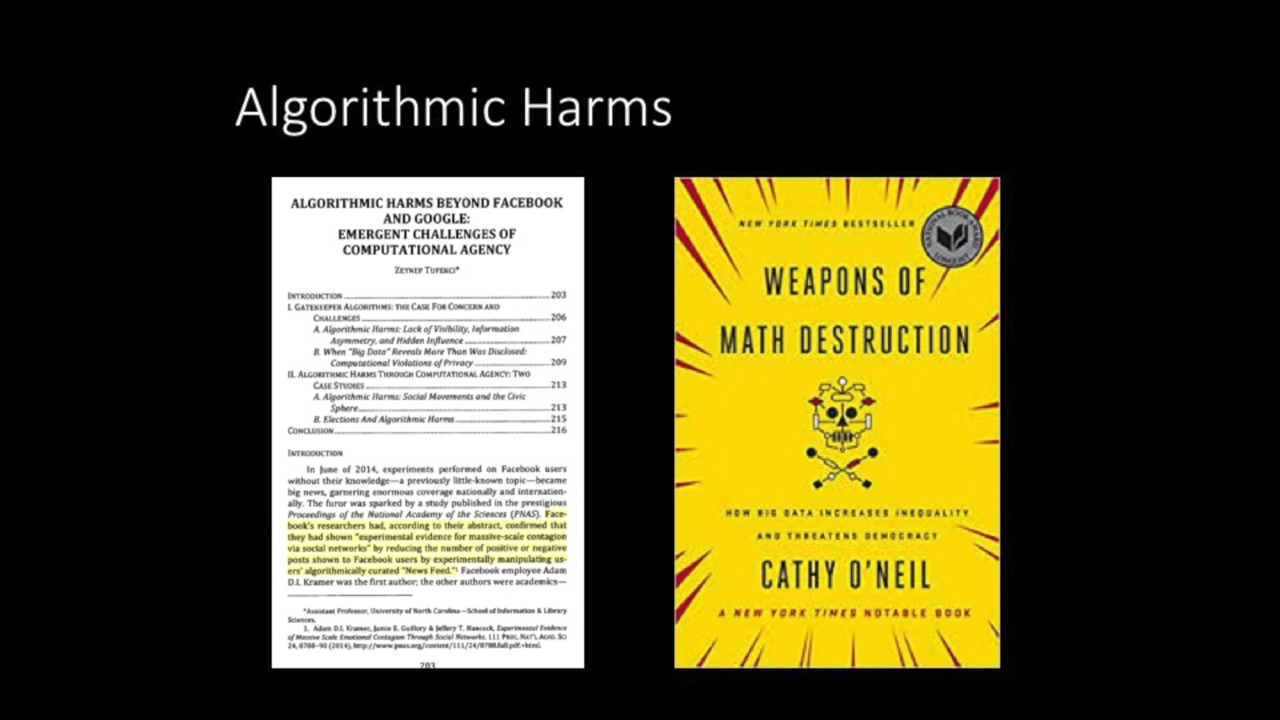 Algorithmic Harms
ALGORITHMIC HARMS BEYOND FACEBOOK
AND GOOGLE:
EMERGENT CHALLENGES OF
COMPUTATIONAL AGENCY
ZEYNEP TUFEKCI*
INTRODUCTION 203
I. GATEKEEPER ALGORITHMS: THE CASE FOR CONCERN AND
CHALLENGES 206
A. Algorithmic Harms: Lack of Visibility, Information
Asymmetry, and Hidden Influence 207
B. When "Big Data" Reveals More Than Was Disclosed:
Computational Violations of Privacy 209
II. ALGORITHMIC HARMS THROUGH COMPUTATIONAL AGENCY: TWO
CASE STUDIES 213
A. Algorithmic Harms: Social Movements and the Civic
Sphere 213
B. Elections And Algorithmic Harms 215
CONCLUSION 216
INTRODUCTION
In June of 2014, experiments performed on Facebook users
without their knowledge—a previously little-known topic—became
big news, garnering enormous coverage nationally and internation-
ally. The furor was sparked by a study published in the prestigious
Proceedings of the National Academy of the Sciences (PNAS). Face-
book's researchers had, according to their abstract, confirmed that
they had shown "experimental evidence for massive-scale contagion
via social networks" by reducing the number of positive or negative
posts shown to Facebook users by experimentally manipulating us-
ers' algorithmically curated "News Feed."1 Facebook employee Adam
D.I. Kramer was the first author; the other authors were academics—
*Assistant Professor, University of North Carolina—School of Information & Library
Sciences.
1. Adam D.I. Kramer, Jamie E. Guillory & Jeffery T. Hancock, Experimental Evidence
of Massive Scale Emotional Contagion Through Social Networks, 111 PROC. NAT'L ACAD. SCI
24, 8788–90 (2014), http://www.pnas.org/content/111/24/8788.full.pdf.+html.
203
NEW YORK TIMES BESTSELLER
NATIONAL BOOK AWARD
LONGLIST
WEAPONS OF
MATH DESTRUCTION
HOW BIG DATA INCREASES INEQUALITY
AND THREATENS DEMOCRACY
CATHY O'NEIL
A NEW YORK TIMES NOTABLE BOOK